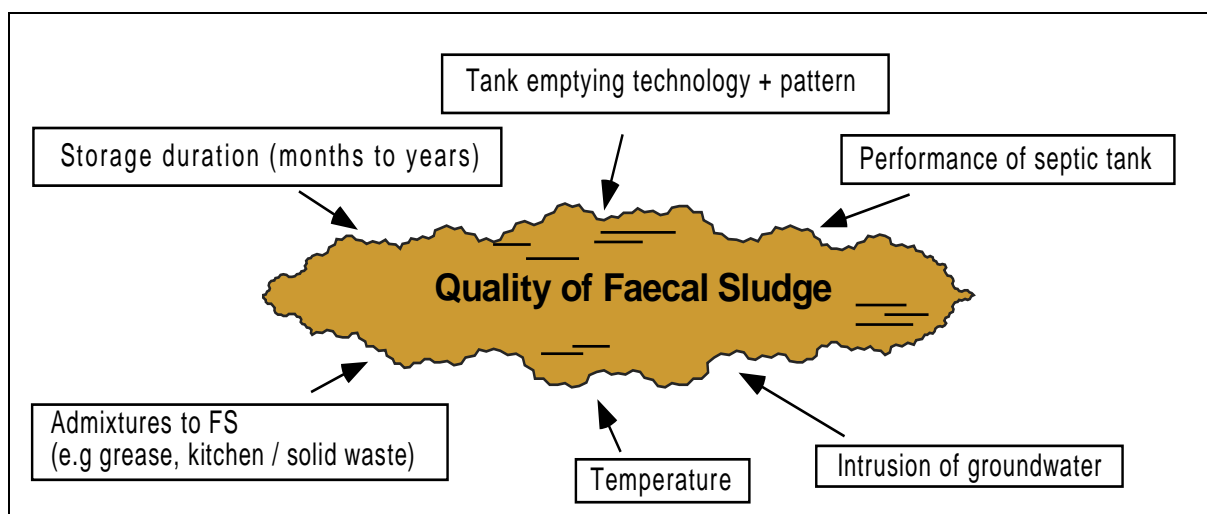 Tank emptying technology + pattern
Storage duration (months to years)
Performance of septic tank
Quality of Faecal Sludge
Admixtures to FS
(e.g grease, kitchen / solid waste)
Temperature
Intrusion of groundwater